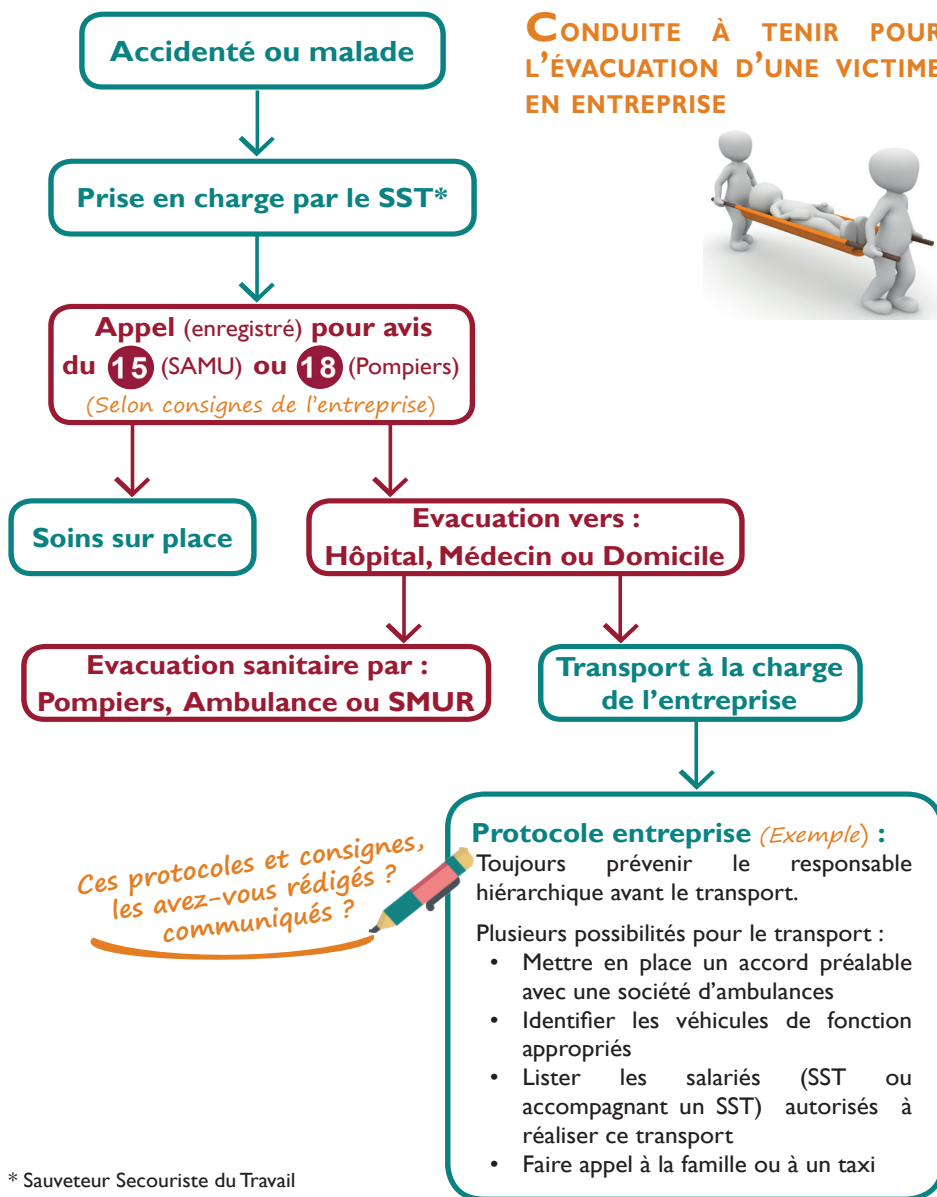 CONDUITE À TENIR POUR
L'ÉVACUATION D'UNE VICTIME
EN ENTREPRISE
Accidenté ou malade
Prise en charge par le SST*
Appel (enregistré) pour avis
du 15 (SAMU) ou 18 (Pompiers)
(Selon consignes de l'entreprise)
Soins sur place
Evacuation vers :
Hôpital, Médecin ou Domicile
Evacuation sanitaire par :
Pompiers, Ambulance ou SMUR
Transport à la charge
de l'entreprise
Ces protocoles et consignes,
les avez-vous rédigés ?
communiqués ?
Protocole entreprise (Exemple) :
Toujours prévenir le responsable
hiérarchique avant le transport.
Plusieurs possibilités pour le transport :
• Mettre en place un accord préalable
avec une société d'ambulances
• Identifier les véhicules de fonction
appropriés
• Lister les salariés (SST ou
accompagnant un SST) autorisés à
réaliser ce transport
• Faire appel à la famille ou à un taxi
* Sauveteur Secouriste du Travail